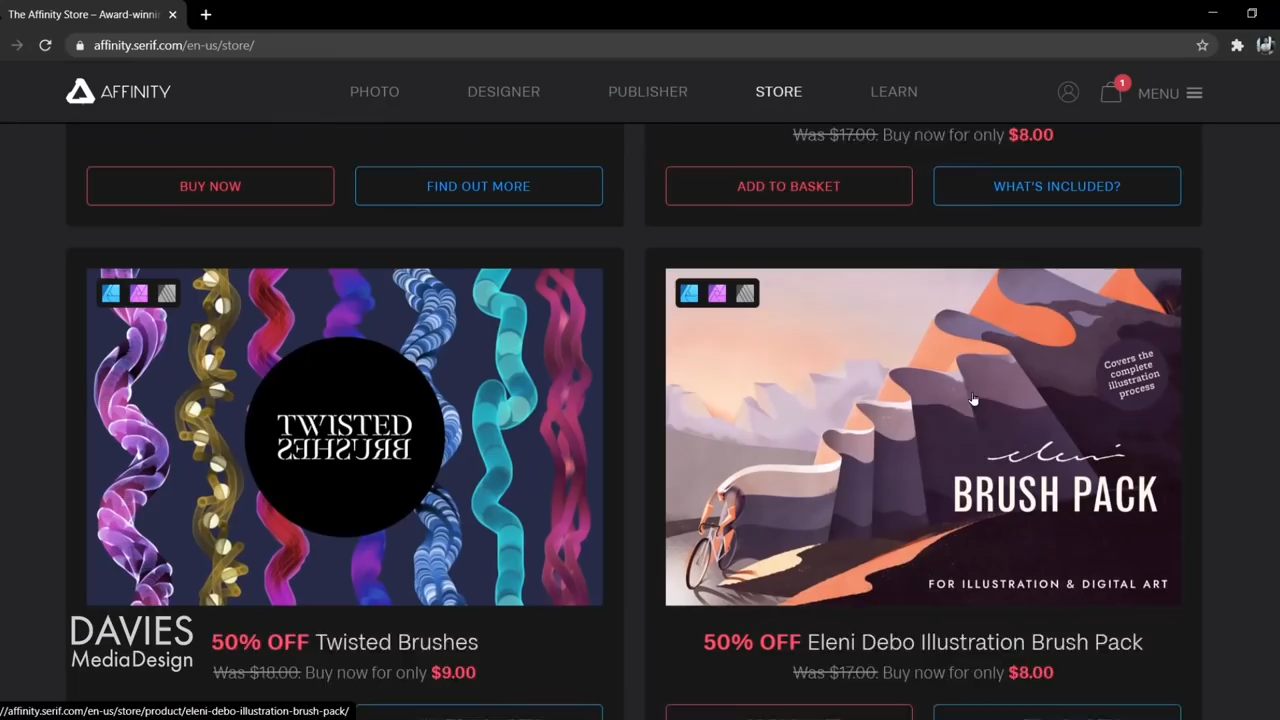 The Affinity Store – Award-winni
affinity.serif.com/en-us/store/
AFFINITY
PHOTO
DESIGNER
PUBLISHER
STORE
LEARN
1
MENU
Was $17.00. Buy now for only $8.00
BUY NOW
FIND OUT MORE
ADD TO BASKET
WHAT'S INCLUDED?
TWISTED
BRUSHES
Covers the
complete
illustration
process
eleni
BRUSH PACK
FOR ILLUSTRATION & DIGITAL ART
DAVIES
MediaDesign
50% OFF Twisted Brushes
Was $18.00. Buy now for only $9.00
50% OFF Eleni Debo Illustration Brush Pack
Was $17.00. Buy now for only $8.00
//affinity.serif.com/en-us/store/product/eleni-debo-illustration-brush-pack/